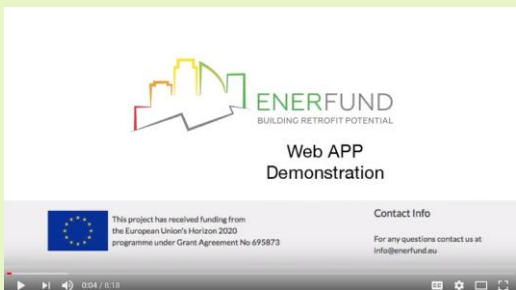 ENERFUND
BUILDING RETROFIT POTENTIAL
Web APP
Demonstration
This project has received funding from
the European Union's Horizon 2020
programme under Grant Agreement No 695873
Contact Info
For any questions contact us at
info@enerfund.eu
0:04 / 8:18